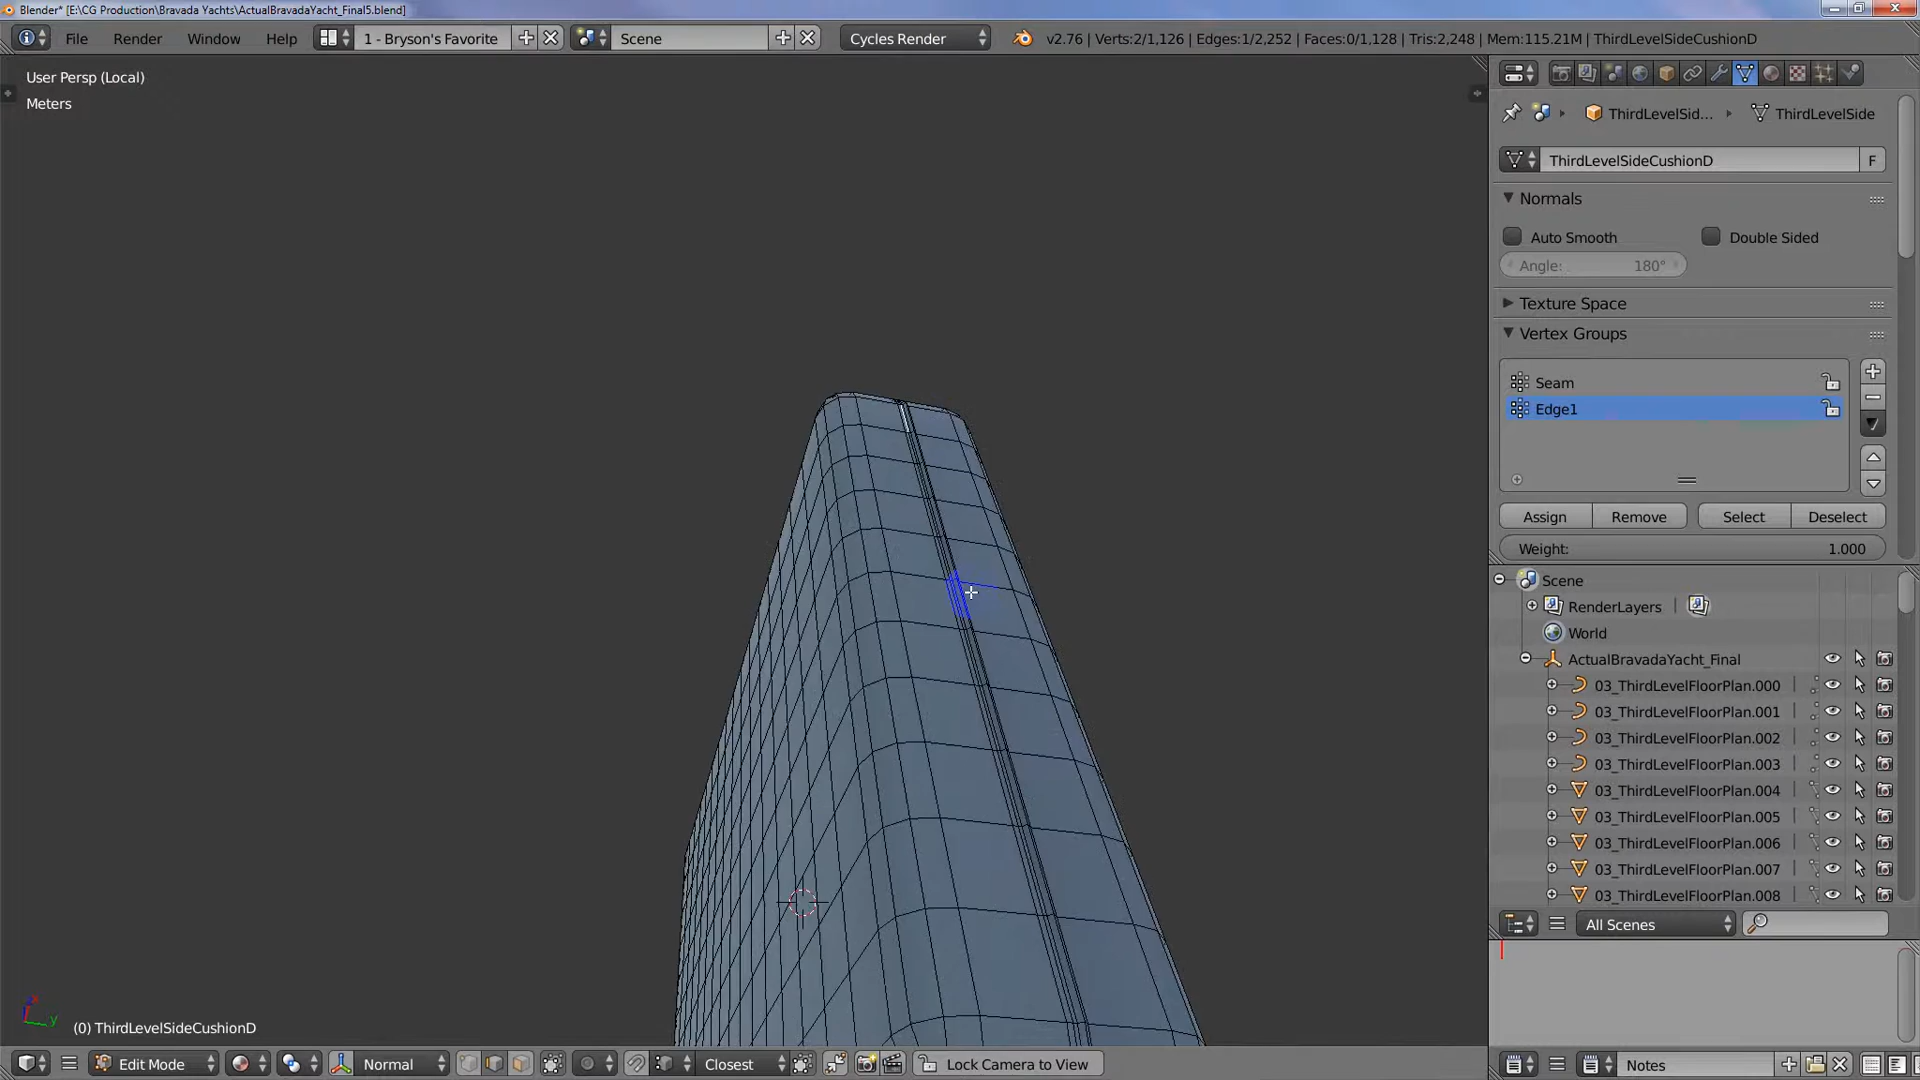 Blender* [E:\CG Production\Bravada Yachts\ActualBravadaYacht_Final5.blend]
File Render Window Help 1 - Bryson's Favorite Scene Cycles Render v2.76 | Verts:2/1,126 | Edges:1/2,252 | Faces:0/1,128 | Tris:2,248 | Mem:115.21M | ThirdLevelSideCushionD
User Persp (Local)
Meters
ThirdLevelSid... ThirdLevelSide
ThirdLevelSideCushionD F
Normals
Auto Smooth Double Sided
Angle: 180°
Texture Space
Vertex Groups
Seam
Edge1
Assign Remove Select Deselect
Weight: 1.000
Scene
RenderLayers
World
ActualBravadaYacht_Final
03_ThirdLevelFloorPlan.000
03_ThirdLevelFloorPlan.001
03_ThirdLevelFloorPlan.002
03_ThirdLevelFloorPlan.003
03_ThirdLevelFloorPlan.004
03_ThirdLevelFloorPlan.005
03_ThirdLevelFloorPlan.006
03_ThirdLevelFloorPlan.007
03_ThirdLevelFloorPlan.008
All Scenes
y
(0) ThirdLevelSideCushionD
Edit Mode Normal Closest Lock Camera to View Notes